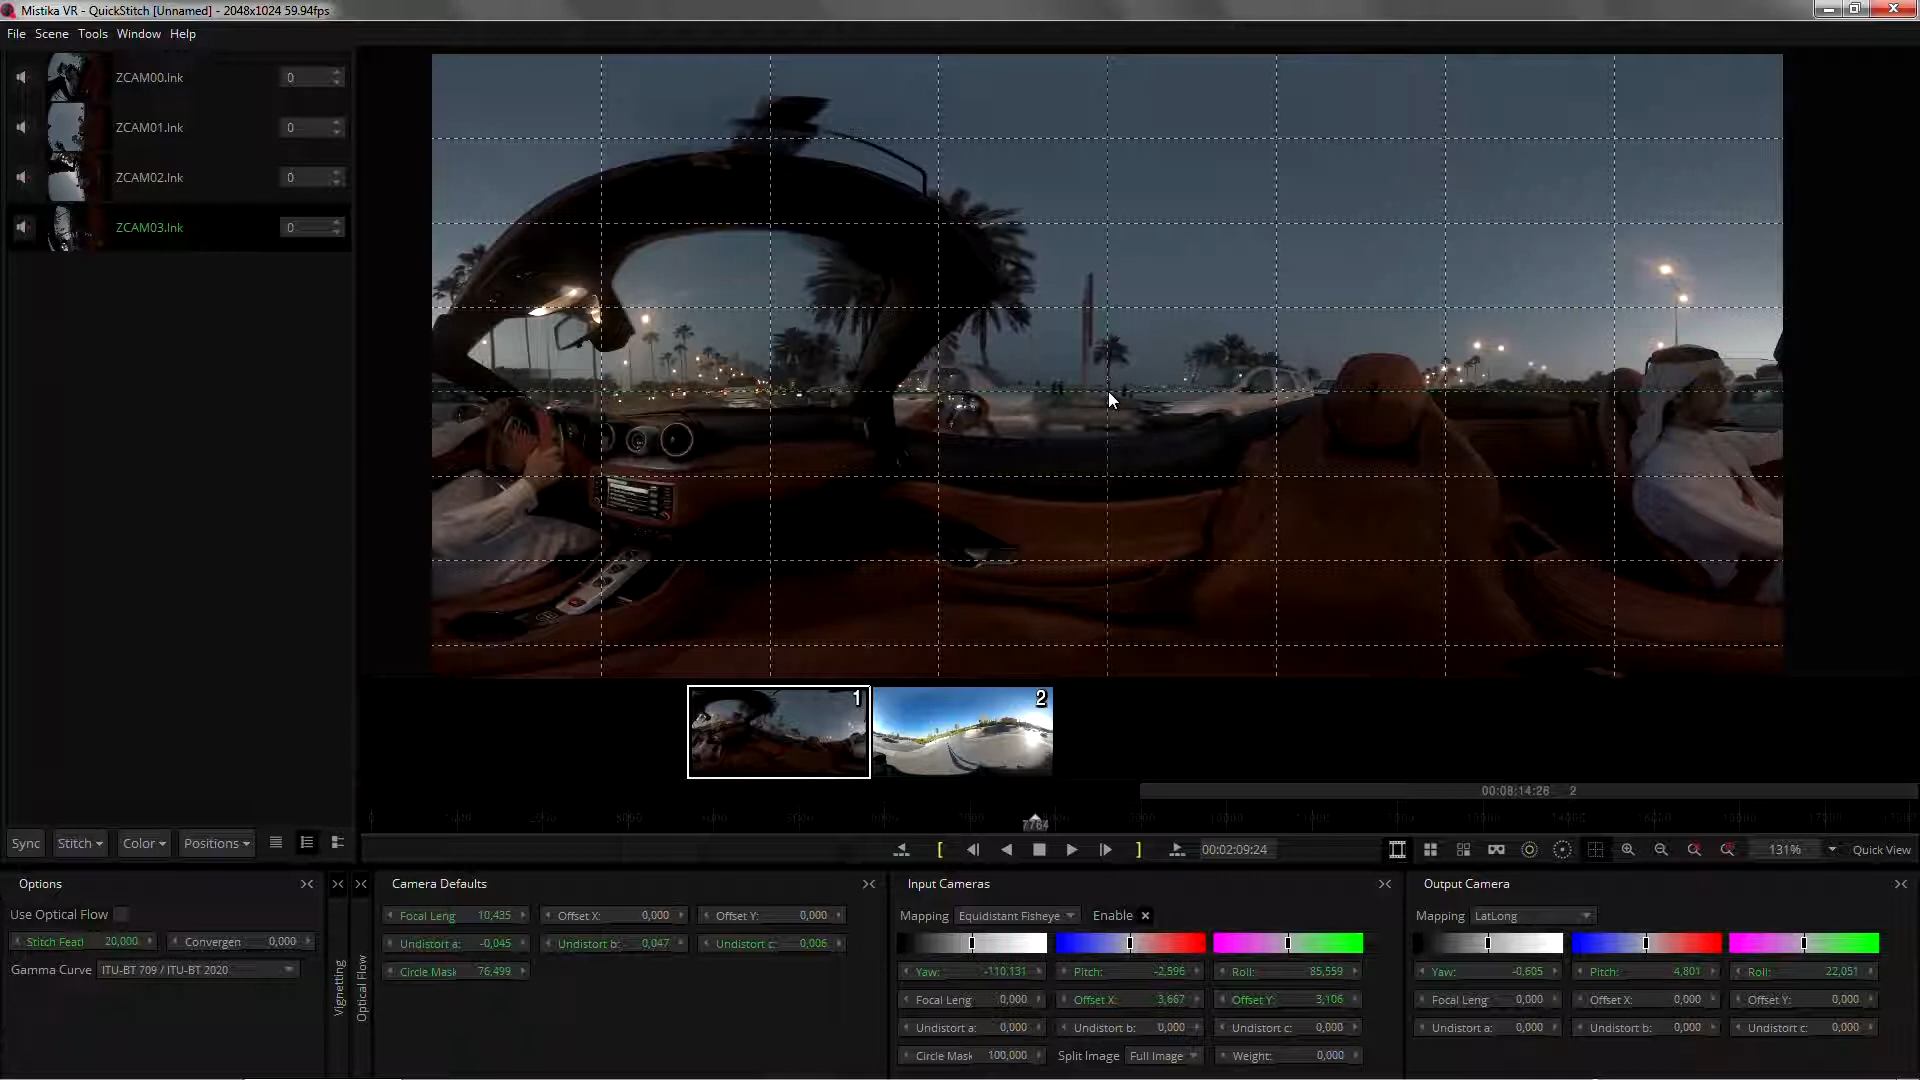 Mistika VR - QuickStitch [Unnamed] - 2048x1024 59.94fps
File Scene Tools Window Help
ZCAM00.lnk 0
ZCAM01.lnk 0
ZCAM02.lnk 0
ZCAM03.lnk 0
1
2
00:08:14:26 2
7764
Sync Stitch Color Positions
00:02:09:24
131% Quick View
Options
Use Optical Flow
Stitch Featl 20,000 Convergen 0,000
Gamma Curve ITU-BT 709 / ITU-BT 2020
Vignetting
Optical Flow
Camera Defaults
Focal Leng 10,435 Offset X: 0,000 Offset Y: 0,000
Undistort a: -0,045 Undistort b: 0,047 Undistort c: 0,006
Circle Mask 76,499
Input Cameras
Mapping Equidistant Fisheye Enable
Yaw: -110,131 Pitch: -2,596 Roll: 85,559
Focal Leng 0,000 Offset X: 3,667 Offset Y: 3,106
Undistort a: 0,000 Undistort b: 0,000 Undistort c: 0,000
Circle Mask 100,000 Split Image Full Image Weight: 0,000
Output Camera
Mapping LatLong
Yaw: -0,605 Pitch: 4,801 Roll: 22,051
Focal Leng 0,000 Offset X: 0,000 Offset Y: 0,000
Undistort a: 0,000 Undistort b: 0,000 Undistort c: 0,000